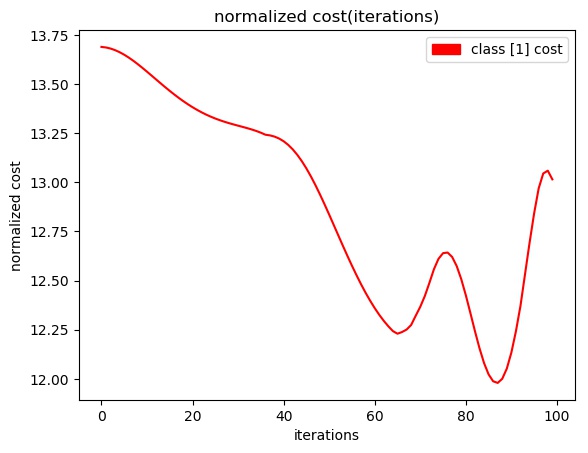 normalized cost(iterations)
class [1] cost
normalized cost
13.75
13.50
13.25
13.00
12.75
12.50
12.25
12.00
0 20 40 60 80 100
iterations